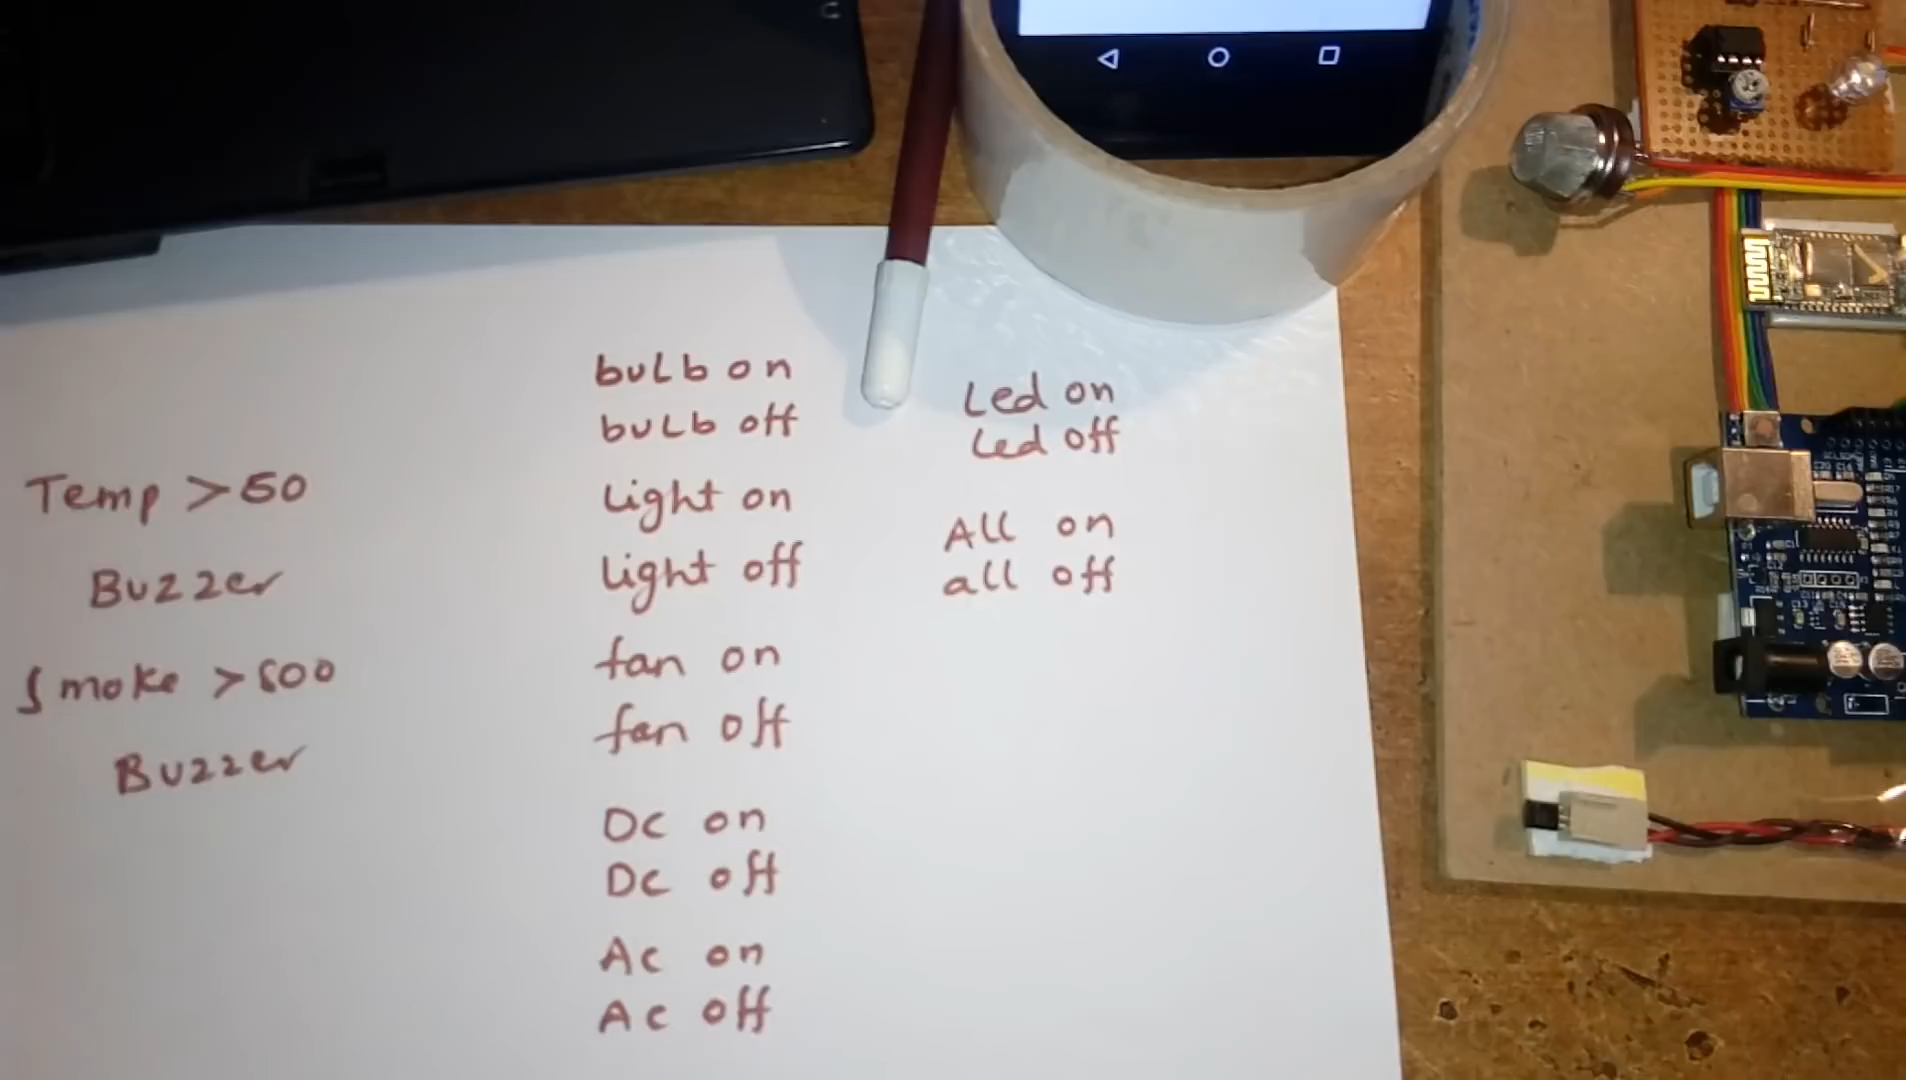 Temp > 50
Buzzer
Smoke > 500
Buzzer
bulb on
bulb off
light on
light off
fan on
fan off
Dc on
Dc off
Ac on
Ac off
Led on
led off
All on
all off